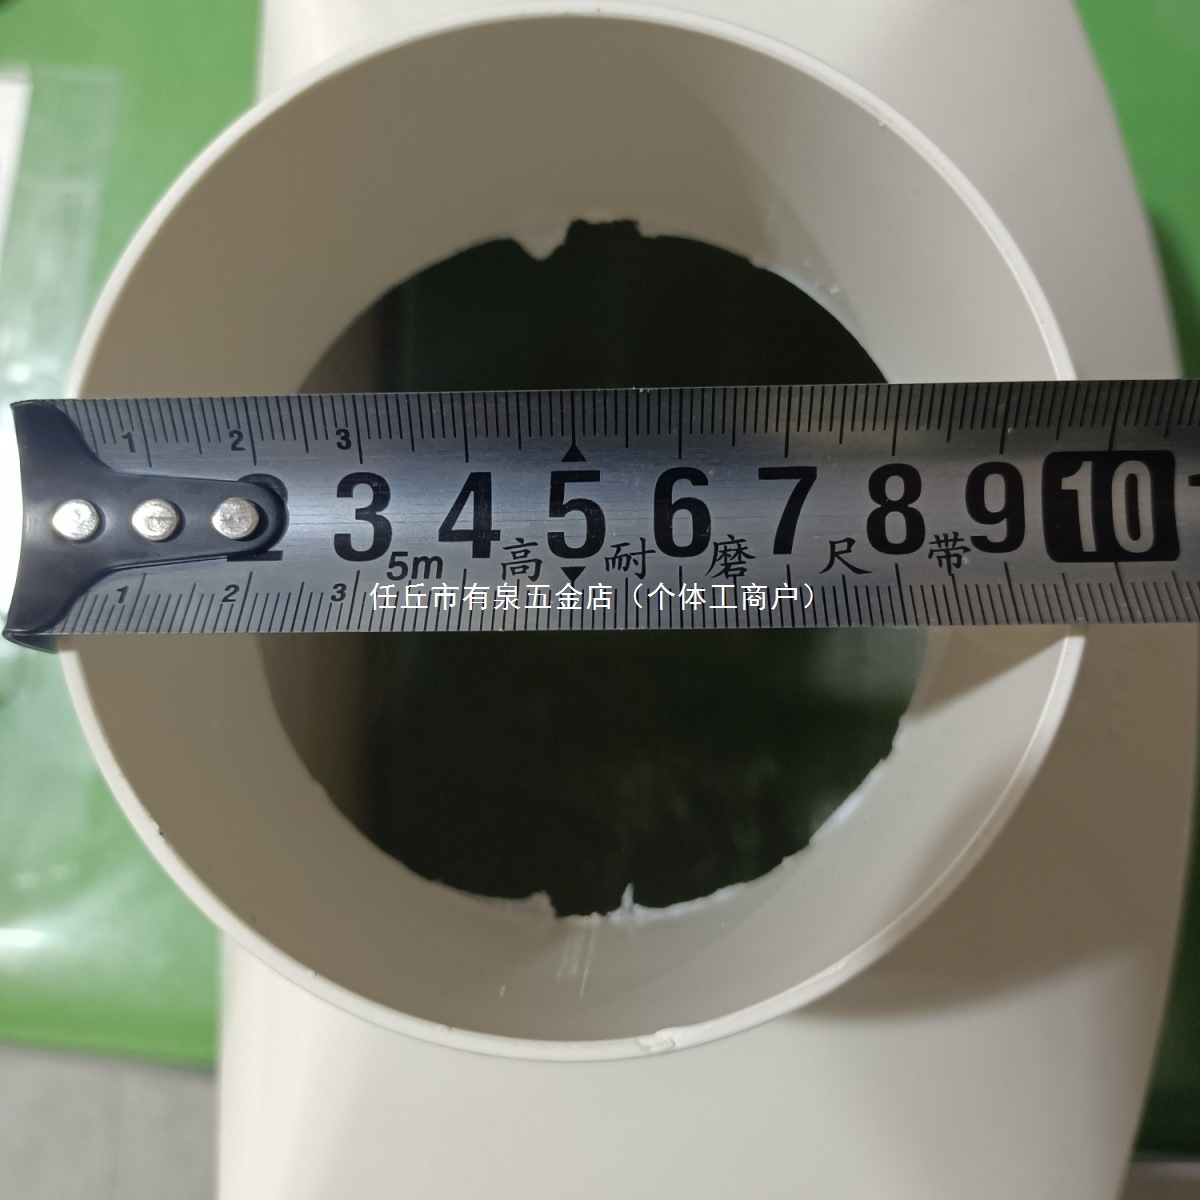 1 2 3
2 3 4 5 6 7 8 9 10
5m 高耐磨尺带
1 2 3
任丘市有泉五金店（个体工商户）